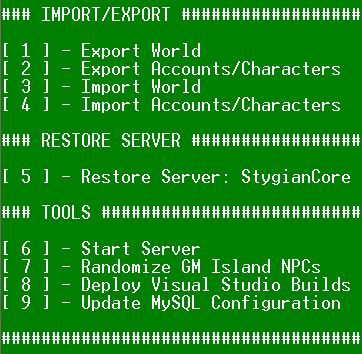 ### IMPORT/EXPORT ###################
[ 1 ] - Export World
[ 2 ] - Export Accounts/Characters
[ 3 ] - Import World
[ 4 ] - Import Accounts/Characters
### RESTORE SERVER ##################
[ 5 ] - Restore Server: StygianCore
### TOOLS ###########################
[ 6 ] - Start Server
[ 7 ] - Randomize GM Island NPCs
[ 8 ] - Deploy Visual Studio Builds
[ 9 ] - Update MySQL Configuration
#####################################